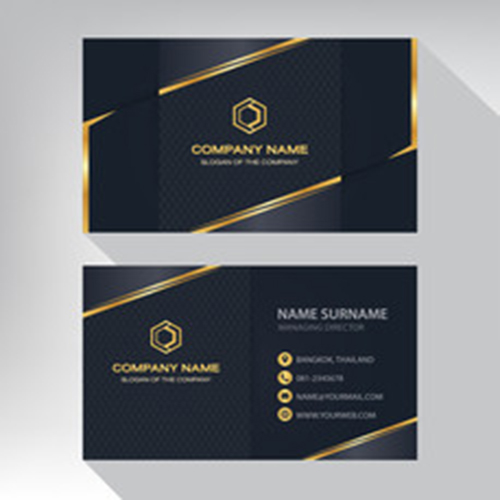 COMPANY NAME
SLOGAN OF THE COMPANY
COMPANY NAME
SLOGAN OF THE COMPANY
NAME SURNAME
MANAGING DIRECTOR
BANGKOK, THAILAND
081-2345678
NAME@YOURMAIL.COM
WWW.YOURWEB.COM